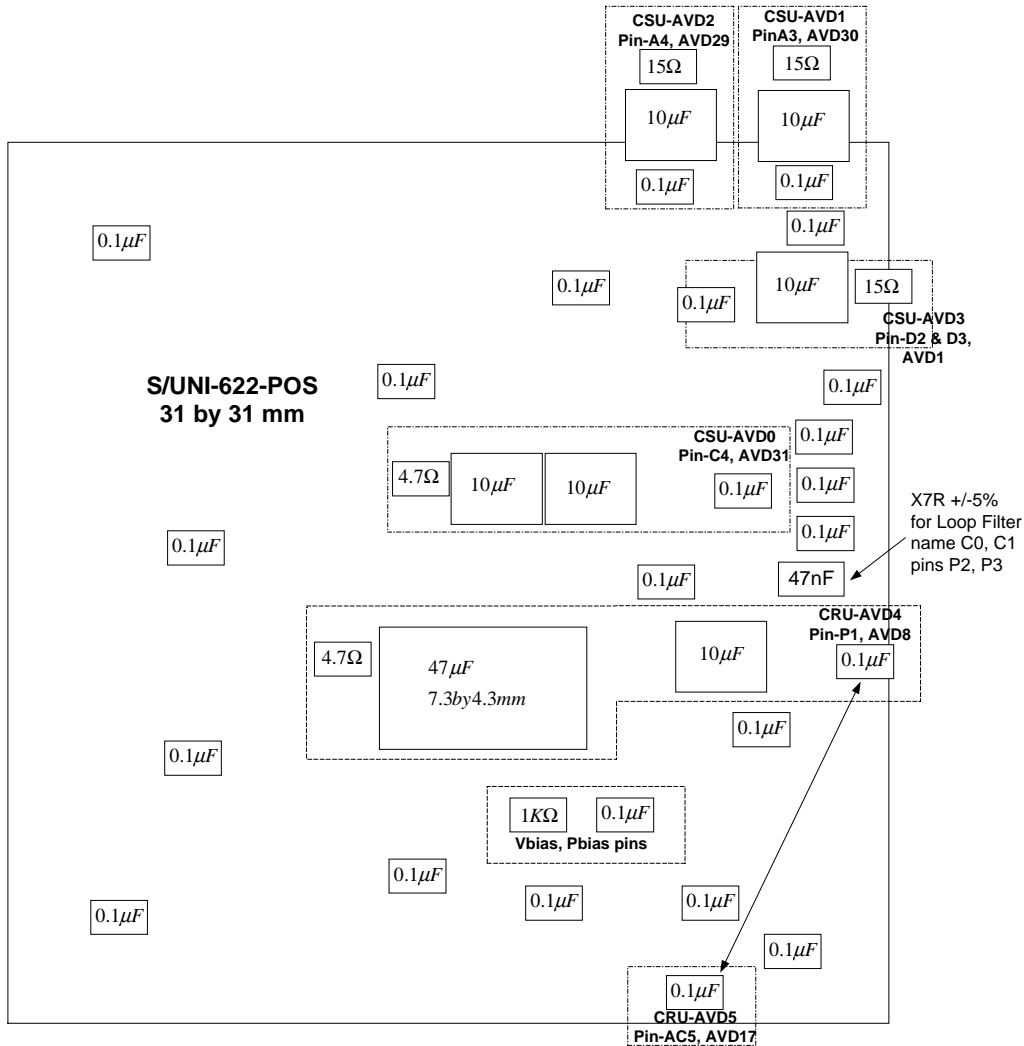 CSU-AVD2
Pin-A4, AVD29
15Ω
10μF
0.1μF
CSU-AVD1
PinA3, AVD30
15Ω
10μF
0.1μF
0.1μF
0.1μF
0.1μF
0.1μF
10μF
15Ω
CSU-AVD3
Pin-D2 & D3,
AVD1
S/UNI-622-POS
31 by 31 mm
0.1μF
0.1μF
CSU-AVD0
Pin-C4, AVD31
4.7Ω
10μF
10μF
0.1μF
0.1μF
0.1μF
0.1μF
X7R +/-5%
for Loop Filter
name C0, C1
pins P2, P3
0.1μF
0.1μF
47nF
CRU-AVD4
Pin-P1, AVD8
4.7Ω
47μF
7.3by4.3mm
10μF
0.1μF
0.1μF
0.1μF
1KΩ
0.1μF
Vbias, Pbias pins
0.1μF
0.1μF
0.1μF
0.1μF
0.1μF
0.1μF
CRU-AVD5
Pin-AC5, AVD17